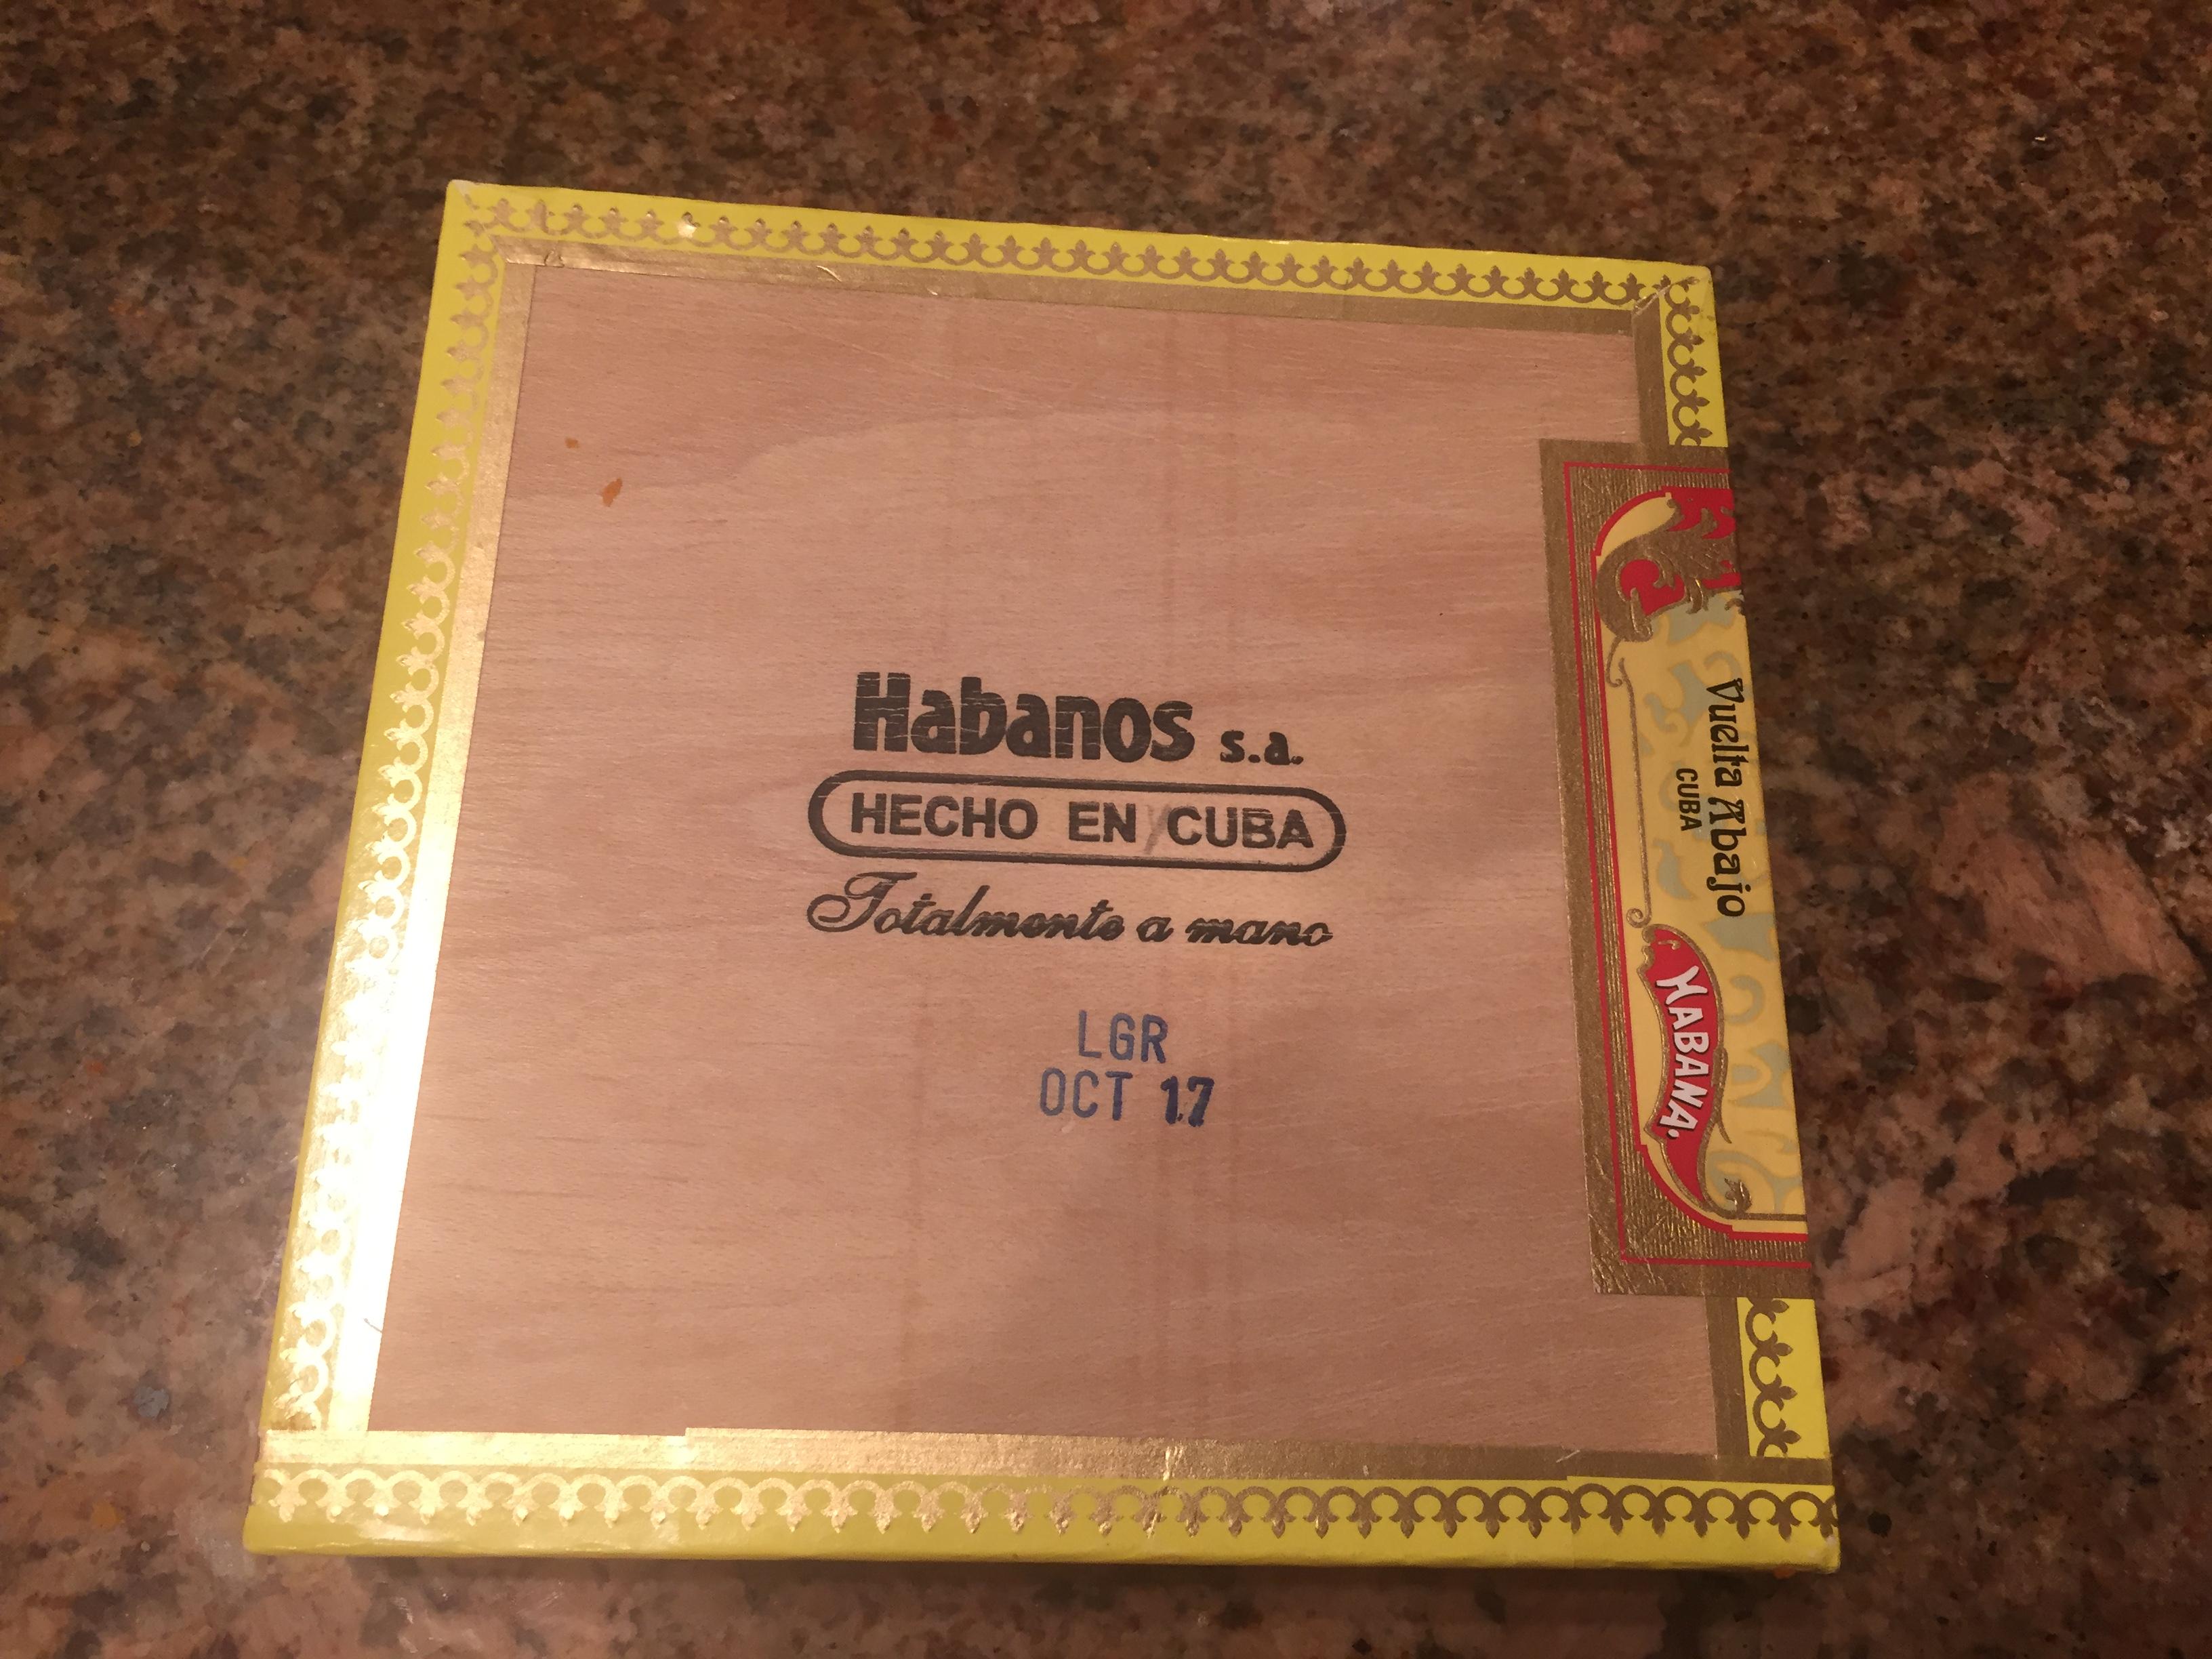 Habanos s.a.
HECHO EN CUBA
Totalmente a mano
LGR
OCT 17
Vuelta Abajo
CUBA
HABANA.